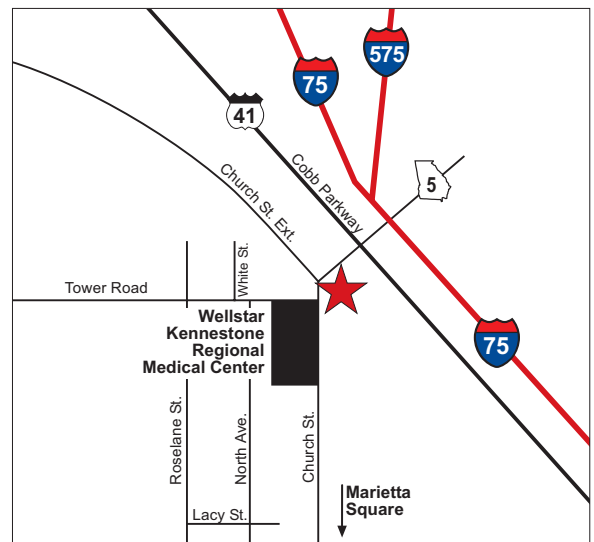 575
75
41
Cobb Parkway
5
Church St. Ext.
White St.
Tower Road
Wellstar
Kennestone
Regional
Medical Center
75
Roselane St.
North Ave.
Church St.
Marietta
Square
Lacy St.